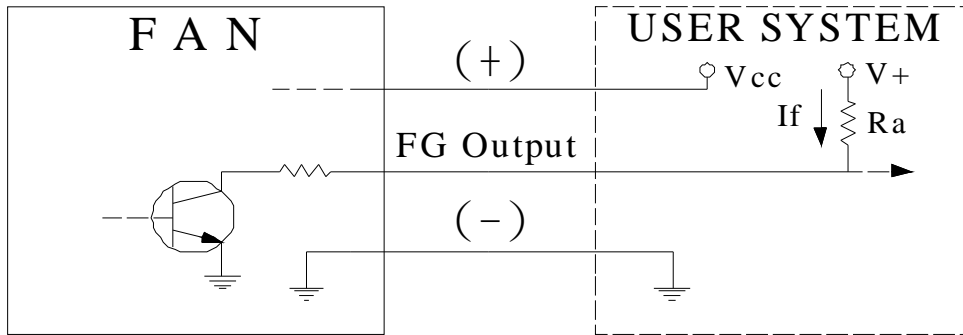 F A N
USER SYSTEM
(+)
Vcc
V+
If
Ra
FG Output
(-)